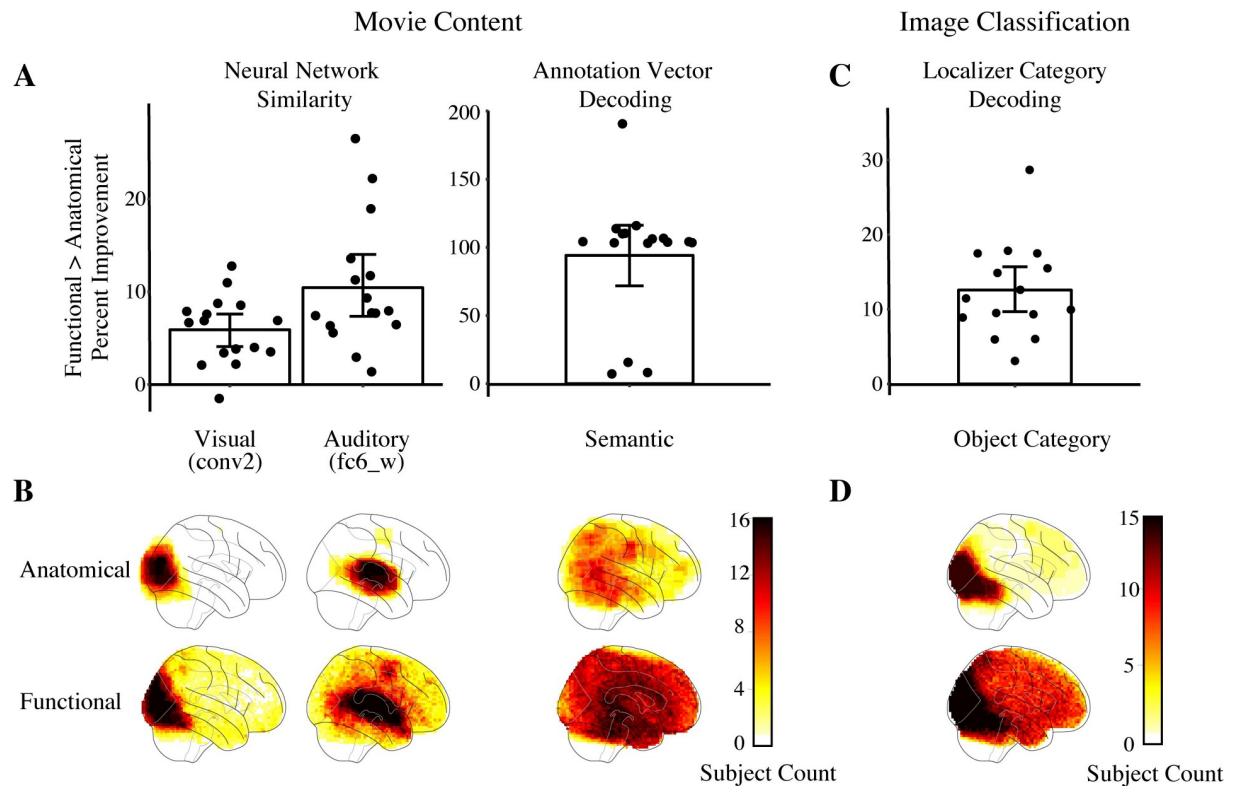 Movie Content
Image Classification
A
Neural Network
Similarity
Annotation Vector
Decoding
C
Localizer Category
Decoding
Functional > Anatomical
Percent Improvement
20
10
0
200
150
100
50
0
30
20
10
0
Visual
(conv2)
Auditory
(fc6_w)
Semantic
Object Category
B
D
Anatomical
Functional
16
12
8
4
0
Subject Count
15
10
5
0
Subject Count